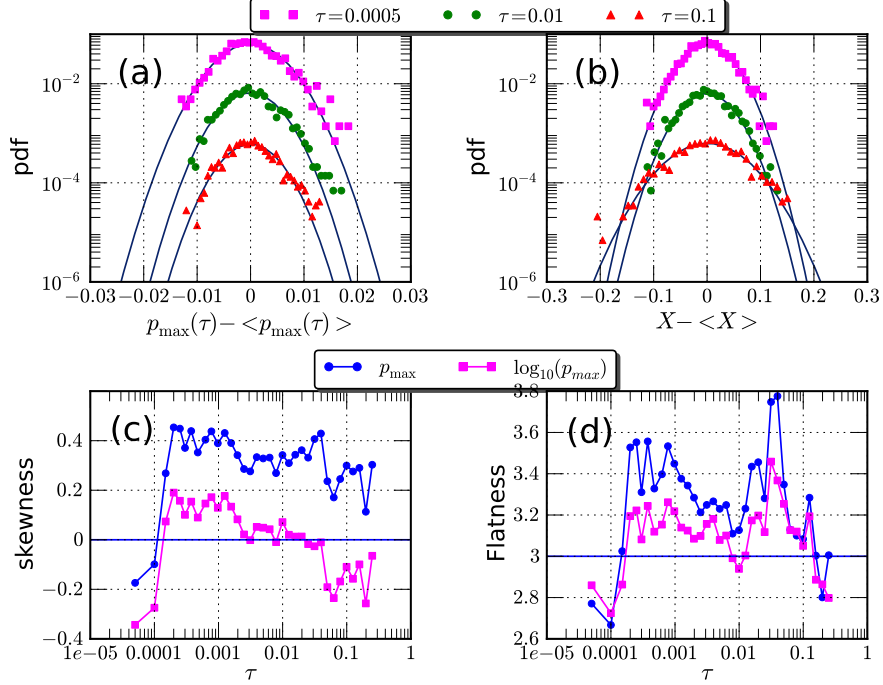 τ=0.0005 τ=0.01 τ=0.1
(a) (b)
10⁻² 10⁻²
pdf pdf
10⁻⁴ 10⁻⁴
10⁻⁶ 10⁻⁶
−0.03 −0.02 −0.01 0 0.01 0.02 0.03 −0.3 −0.2 −0.1 0 0.1 0.2 0.3
p_max(τ)−<p_max(τ)> X−<X>
p_max log₁₀(p_max)
(c) (d)
3.8
3.6
0.4 3.4
0.2 3.2
skewness Flatness
0 3
−0.2 2.8
−0.4 2.6
1e−05 0.0001 0.001 0.01 0.1 1 0.0001 0.001 0.01 0.1 1
τ τ